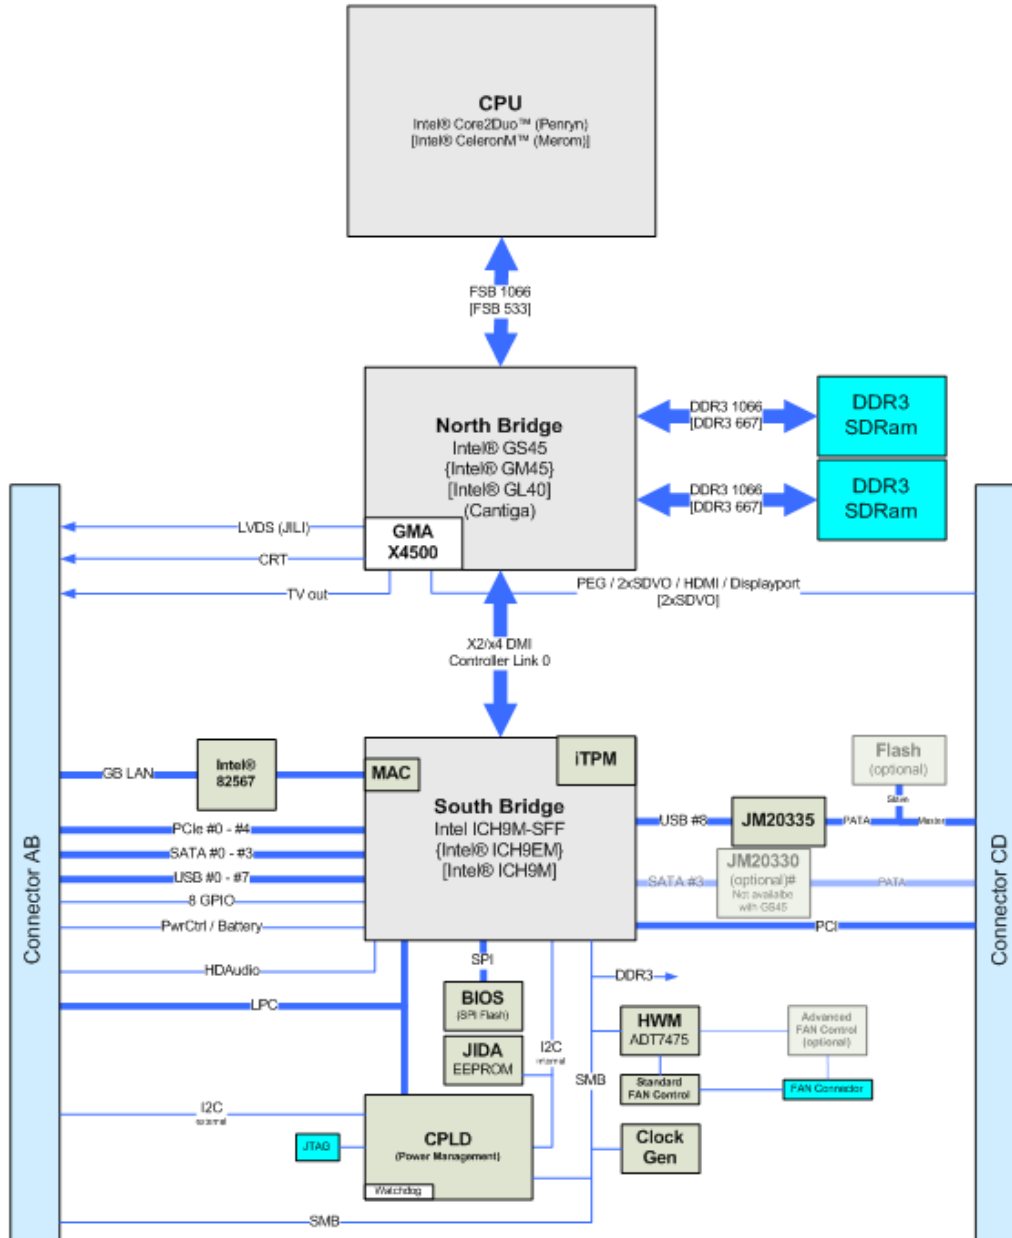 CPU
Intel® Core2Duo™ (Penryn)
[Intel® CeleronM™ (Merom)]
FSB 1066
[FSB 533]
North Bridge
Intel® GS45
{Intel® GM45}
[Intel® GL40]
(Cantiga)
GMA
X4500
DDR3 1066
[DDR3 667]
DDR3
SDRam
DDR3 1066
[DDR3 667]
DDR3
SDRam
LVDS (JILI)
CRT
TV out
PEG / 2xSDVO / HDMI / Displayport
[2xSDVO]
X2/x4 DMI
Controller Link 0
Connector AB
Connector CD
GB LAN
Intel®
82567
MAC
iTPM
South Bridge
Intel ICH9M-SFF
{Intel® ICH9EM}
[Intel® ICH9M]
Flash
(optional)
Slave
Master
USB #8
JM20335
PATA
PCIe #0 - #4
SATA #0 - #3
USB #0 - #7
8 GPIO
PwrCtrl / Battery
SATA #3
JM20330
(optional)#
Not availalbe
with GS45
PATA
PCI
HDAudio
LPC
SPI
BIOS
(SPI Flash)
JIDA
EEPROM
I2C
internal
DDR3
SMB
HWM
ADT7475
Advanced
FAN Control
(optional)
Standard
FAN Control
FAN Connector
I2C
external
JTAG
CPLD
(Power Management)
Watchdog
Clock
Gen
SMB